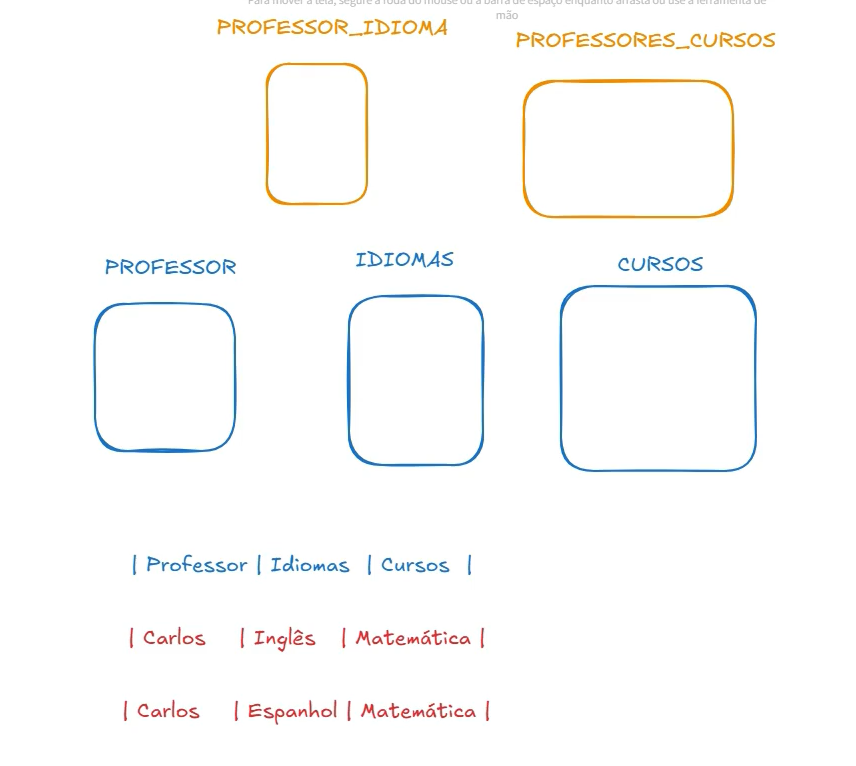 Para mover a tela, segure a roda do mouse ou a barra de espaço enquanto arrasta ou use a ferramenta de
mão
PROFESSOR_IDIOMA
PROFESSORES_CURSOS
PROFESSOR
IDIOMAS
CURSOS
| Professor | Idiomas | Cursos |
| Carlos | Inglês | Matemática |
| Carlos | Espanhol | Matemática |